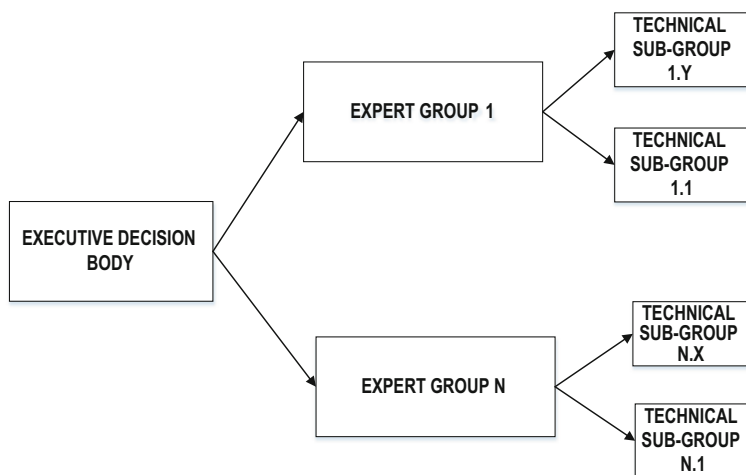 TECHNICAL
SUB-GROUP
1.Y
EXPERT GROUP 1
TECHNICAL
SUB-GROUP
1.1
EXECUTIVE DECISION
BODY
TECHNICAL
SUB-GROUP
N.X
EXPERT GROUP N
TECHNICAL
SUB-GROUP
N.1